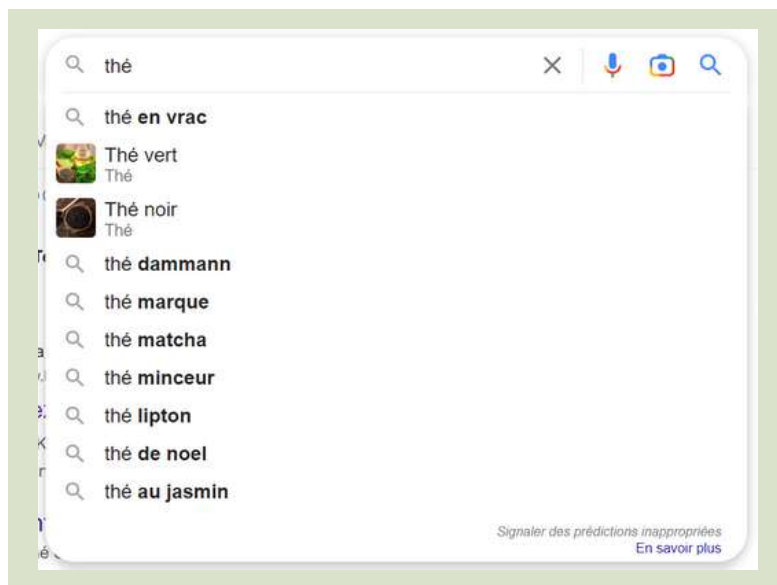 thé
thé en vrac
Thé vert
Thé
Thé noir
Thé
thé dammann
thé marque
thé matcha
thé minceur
thé lipton
thé de noel
thé au jasmin
Signaler des prédictions inappropriées
En savoir plus